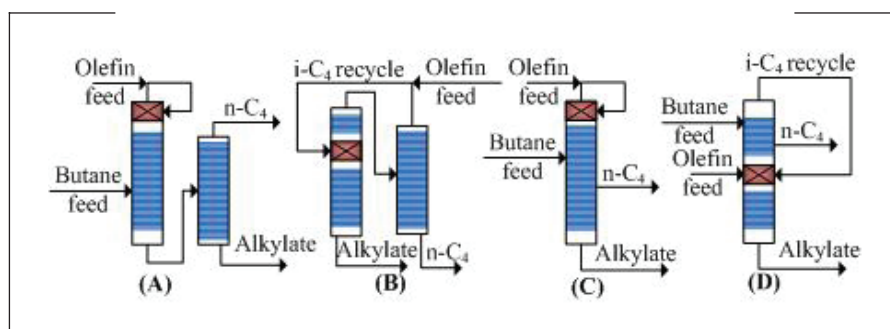 Olefin
feed
n-C₄
Butane
feed
Alkylate
(A)
i-C₄ recycle
Olefin
feed
Alkylate
n-C₄
(B)
Olefin
feed
Butane
feed
n-C₄
Alkylate
(C)
i-C₄ recycle
Butane
feed
n-C₄
Olefin
feed
Alkylate
(D)